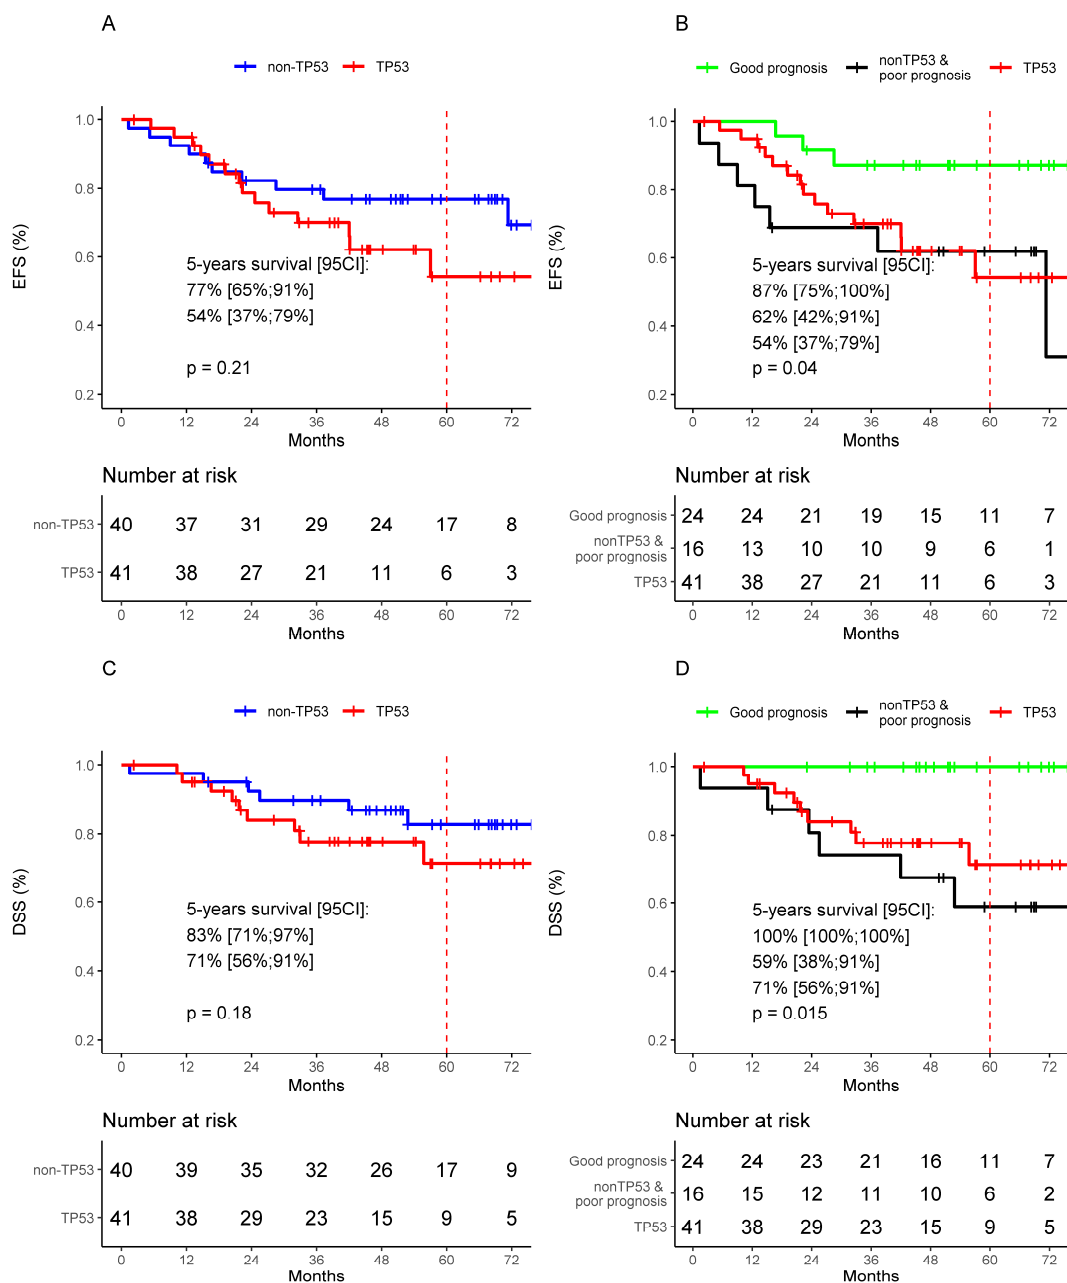 A
non-TP53 TP53
EFS (%)
1.0
0.8
0.6
0.4
0.2
5-years survival [95CI]:
77% [65%;91%]
54% [37%;79%]
p = 0.21
0 12 24 36 48 60 72
Months
Number at risk
non-TP53 40 37 31 29 24 17 8
TP53 41 38 27 21 11 6 3
0 12 24 36 48 60 72
Months
B
Good prognosis nonTP53 & poor prognosis TP53
EFS (%)
1.0
0.8
0.6
0.4
0.2
5-years survival [95CI]:
87% [75%;100%]
62% [42%;91%]
54% [37%;79%]
p = 0.04
0 12 24 36 48 60 72
Months
Number at risk
Good prognosis 24 24 21 19 15 11 7
nonTP53 &
poor prognosis 16 13 10 10 9 6 1
TP53 41 38 27 21 11 6 3
0 12 24 36 48 60 72
Months
C
non-TP53 TP53
DSS (%)
1.0
0.8
0.6
0.4
0.2
5-years survival [95CI]:
83% [71%;97%]
71% [56%;91%]
p = 0.18
0 12 24 36 48 60 72
Months
Number at risk
non-TP53 40 39 35 32 26 17 9
TP53 41 38 29 23 15 9 5
0 12 24 36 48 60 72
Months
D
Good prognosis nonTP53 & poor prognosis TP53
DSS (%)
1.0
0.8
0.6
0.4
0.2
5-years survival [95CI]:
100% [100%;100%]
59% [38%;91%]
71% [56%;91%]
p = 0.015
0 12 24 36 48 60 72
Months
Number at risk
Good prognosis 24 24 23 21 16 11 7
nonTP53 &
poor prognosis 16 15 12 11 10 6 2
TP53 41 38 29 23 15 9 5
0 12 24 36 48 60 72
Months